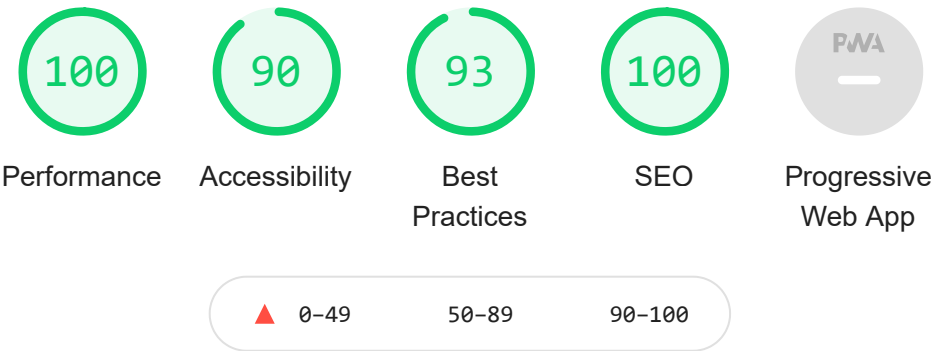 100 90 93 100 PWA
Performance Accessibility Best Practices SEO Progressive Web App
0–49 50–89 90–100